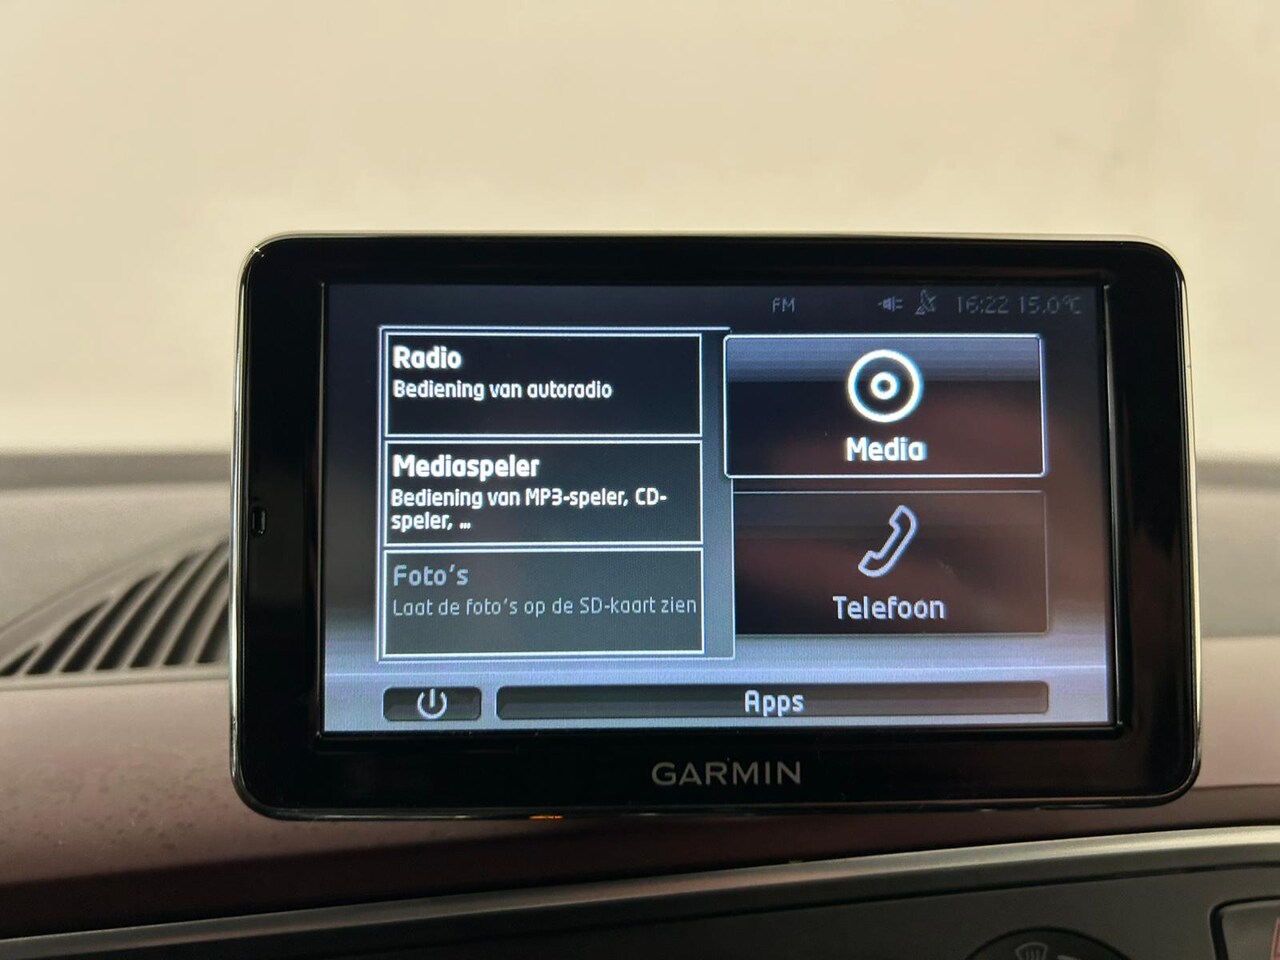 FM 16:22 15.0°C
Radio
Bediening van autoradio
Mediaspeler
Bediening van MP3-speler, CD-
speler, ...
Foto's
Laat de foto's op de SD-kaart zien
Media
Telefoon
Apps
GARMIN